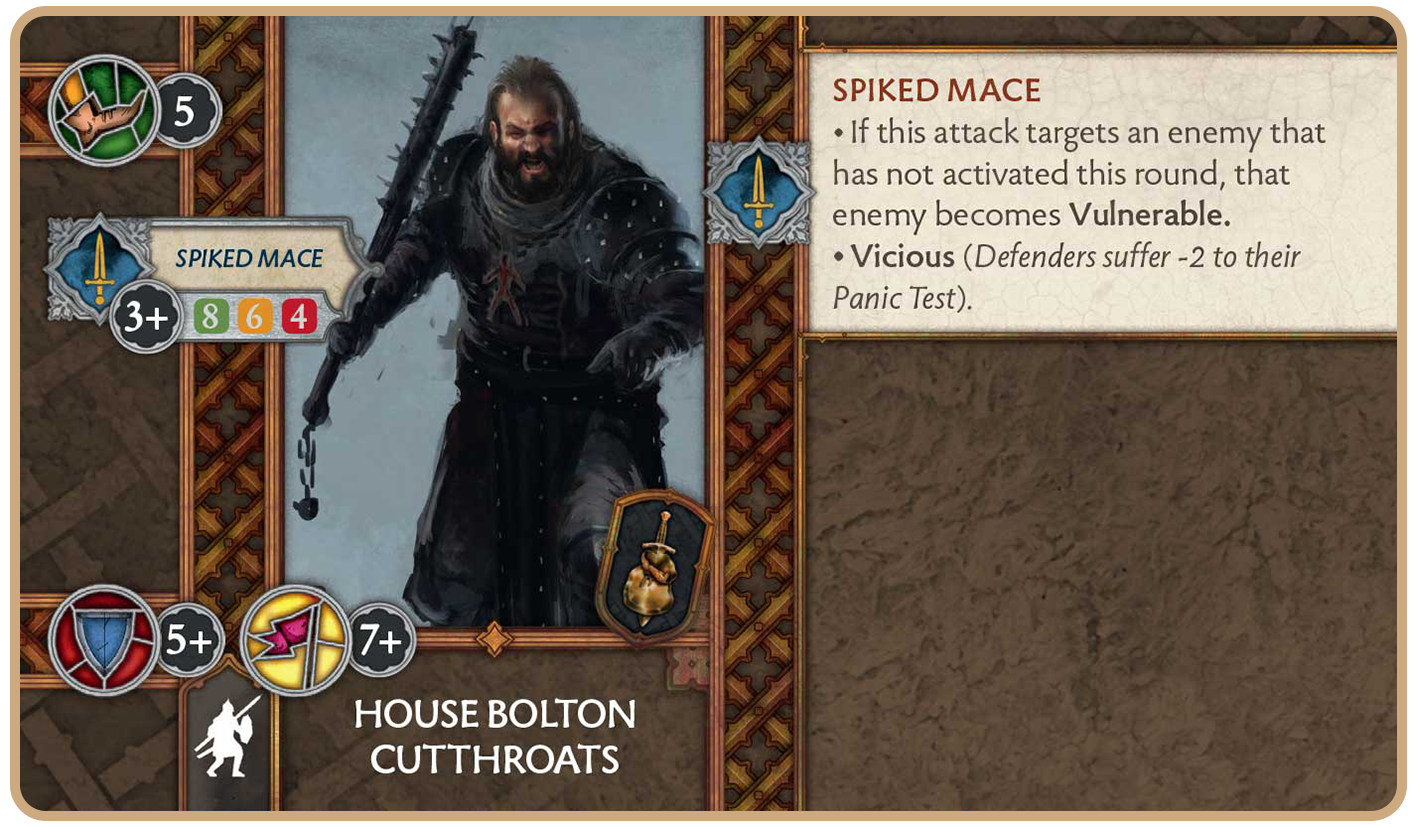 5
SPIKED MACE
3+ 8 6 4
5+ 7+
HOUSE BOLTON
CUTTHROATS
SPIKED MACE
• If this attack targets an enemy that
has not activated this round, that
enemy becomes Vulnerable.
• Vicious (Defenders suffer -2 to their
Panic Test).